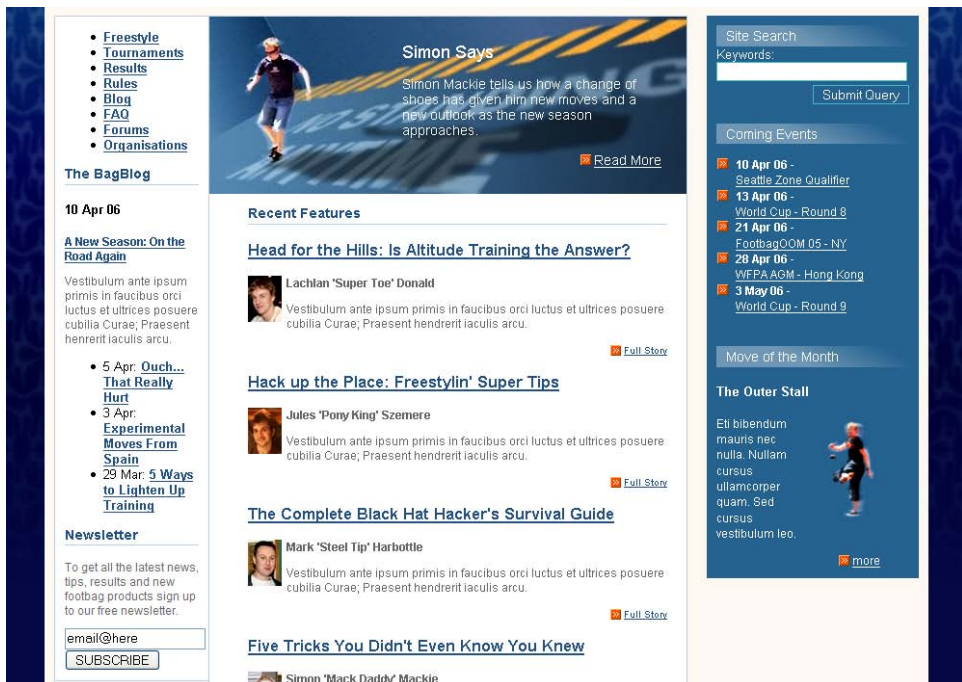 Freestyle
Tournaments
Results
Rules
Blog
FAQ
Forums
Organisations
The BagBlog
10 Apr 06
A New Season: On the
Road Again
Vestibulum ante ipsum
primis in faucibus orci
luctus et ultrices posuere
cubilia Curae; Praesent
henrerit iaculis arcu.
5 Apr: Ouch...
That Really
Hurt
3 Apr:
Experimental
Moves From
Spain
29 Mar: 5 Ways
to Lighten Up
Training
Newsletter
To get all the latest news,
tips, results and new
footbag products sign up
to our free newsletter.
email@here
SUBSCRIBE
Simon Says
Simon Mackie tells us how a change of
shoes has given him new moves and a
new outlook as the new season
approaches.
Read More
Recent Features
Head for the Hills: Is Altitude Training the Answer?
Lachlan 'Super Toe' Donald
Vestibulum ante ipsum primis in faucibus orci luctus et ultrices posuere
cubilia Curae; Praesent hendrerit iaculis arcu.
Full Story
Hack up the Place: Freestylin' Super Tips
Jules 'Pony King' Szemere
Vestibulum ante ipsum primis in faucibus orci luctus et ultrices posuere
cubilia Curae; Praesent hendrerit iaculis arcu.
Full Story
The Complete Black Hat Hacker's Survival Guide
Mark 'Steel Tip' Harbottle
Vestibulum ante ipsum primis in faucibus orci luctus et ultrices posuere
cubilia Curae; Praesent hendrerit iaculis arcu.
Full Story
Five Tricks You Didn't Even Know You Knew
Simon 'Mack Daddy' Mackie
Site Search
Keywords:
Submit Query
Coming Events
10 Apr 06 -
Seattle Zone Qualifier
13 Apr 06 -
World Cup - Round 8
21 Apr 06 -
FootbagOOM 05 - NY
28 Apr 06 -
WFPA AGM - Hong Kong
3 May 06 -
World Cup - Round 9
Move of the Month
The Outer Stall
Eti bibendum
mauris nec
nulla. Nullam
cursus
ullamcorper
quam. Sed
cursus
vestibulum leo.
more